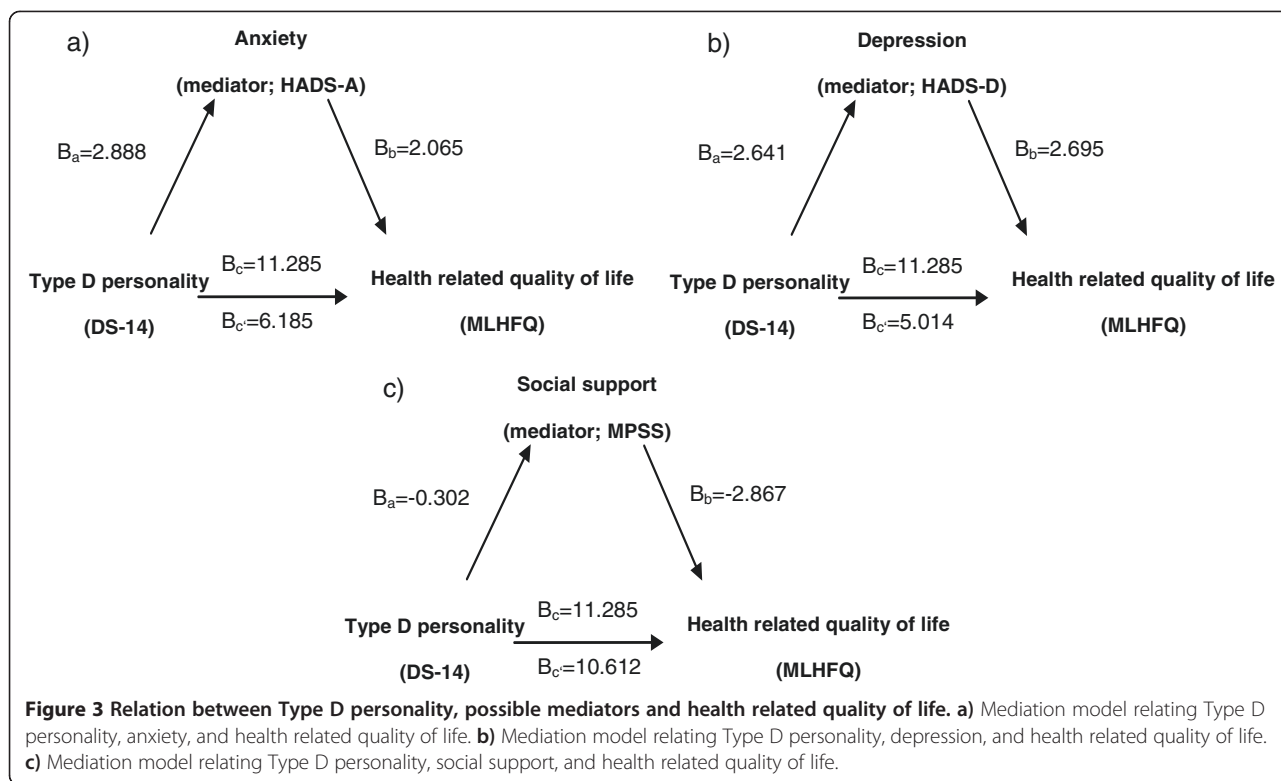 a)
Anxiety
(mediator; HADS-A)
Ba=2.888
Bb=2.065
Type D personality
(DS-14)
Bc=11.285
Bc‘=6.185
Health related quality of life
(MLHFQ)
b)
Depression
(mediator; HADS-D)
Ba=2.641
Bb=2.695
Type D personality
(DS-14)
Bc=11.285
Bc‘=5.014
Health related quality of life
(MLHFQ)
c)
Social support
(mediator; MPSS)
Ba=-0.302
Bb=-2.867
Type D personality
(DS-14)
Bc=11.285
Bc‘=10.612
Health related quality of life
(MLHFQ)
Figure 3 Relation between Type D personality, possible mediators and health related quality of life. a) Mediation model relating Type D
personality, anxiety, and health related quality of life. b) Mediation model relating Type D personality, depression, and health related quality of life.
c) Mediation model relating Type D personality, social support, and health related quality of life.